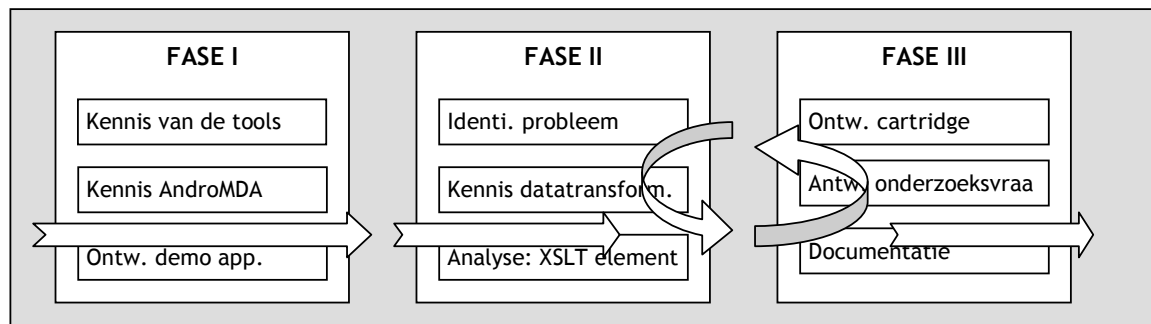 FASE I
Kennis van de tools
Kennis AndroMDA
Ontw. demo app.
FASE II
Identi. probleem
Kennis datatransform.
Analyse: XSLT element
FASE III
Ontw. cartridge
Antw. onderzoeksvraa
Documentatie